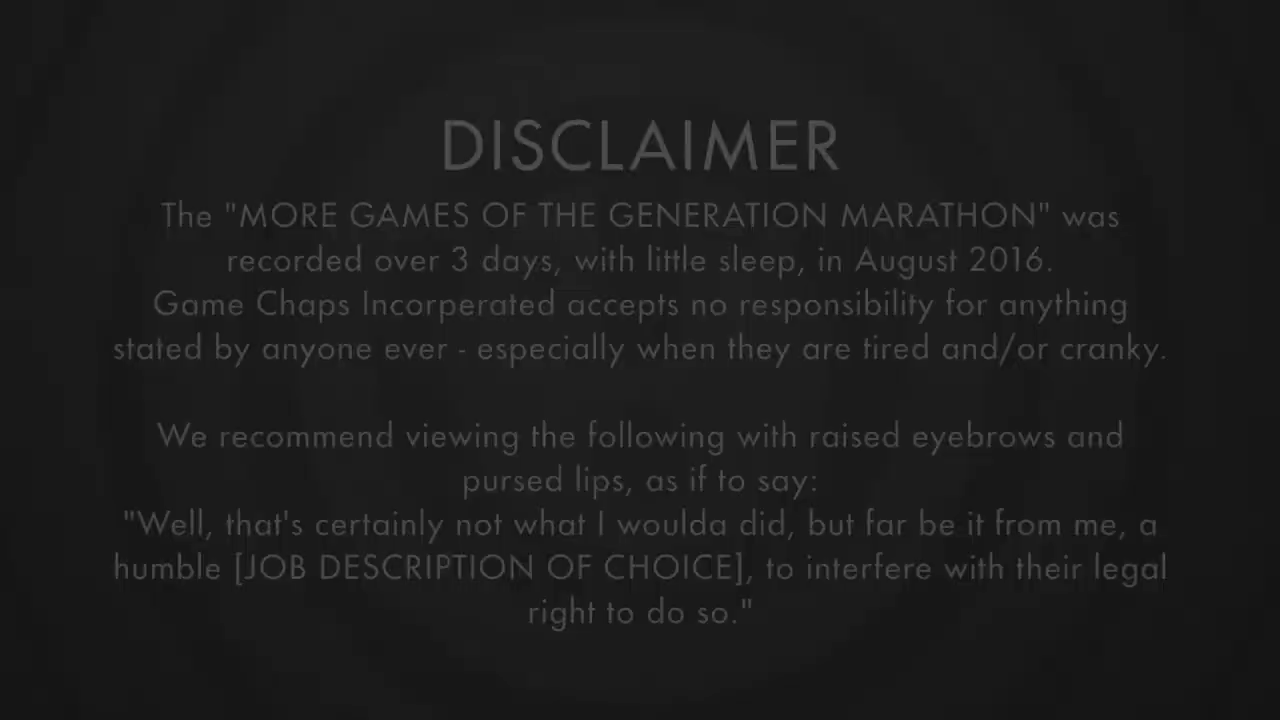 DISCLAIMER
The "MORE GAMES OF THE GENERATION MARATHON" was
recorded over 3 days, with little sleep, in August 2016.
Game Chaps Incorperated accepts no responsibility for anything
stated by anyone ever - especially when they are tired and/or cranky.
We recommend viewing the following with raised eyebrows and
pursed lips, as if to say:
"Well, that's certainly not what I woulda did, but far be it from me, a
humble [JOB DESCRIPTION OF CHOICE], to interfere with their legal
right to do so."